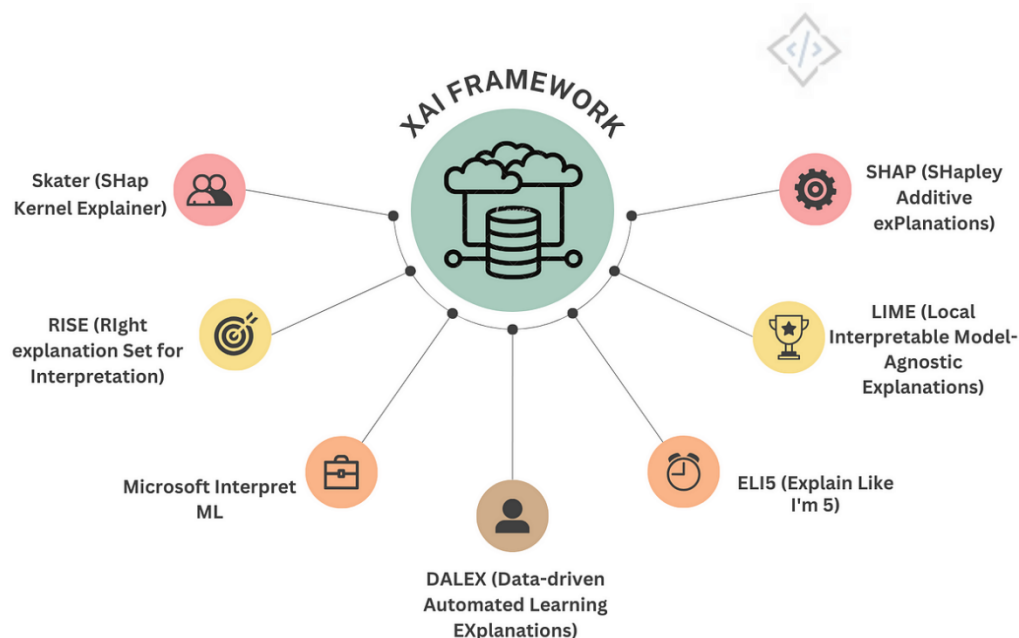 XAI FRAMEWORK
Skater (SHap
Kernel Explainer)
SHAP (SHapley
Additive
exPlanations)
RISE (RIght
explanation Set for
Interpretation)
LIME (Local
Interpretable Model-
Agnostic
Explanations)
Microsoft Interpret
ML
ELI5 (Explain Like
I'm 5)
DALEX (Data-driven
Automated Learning
EXplanations)